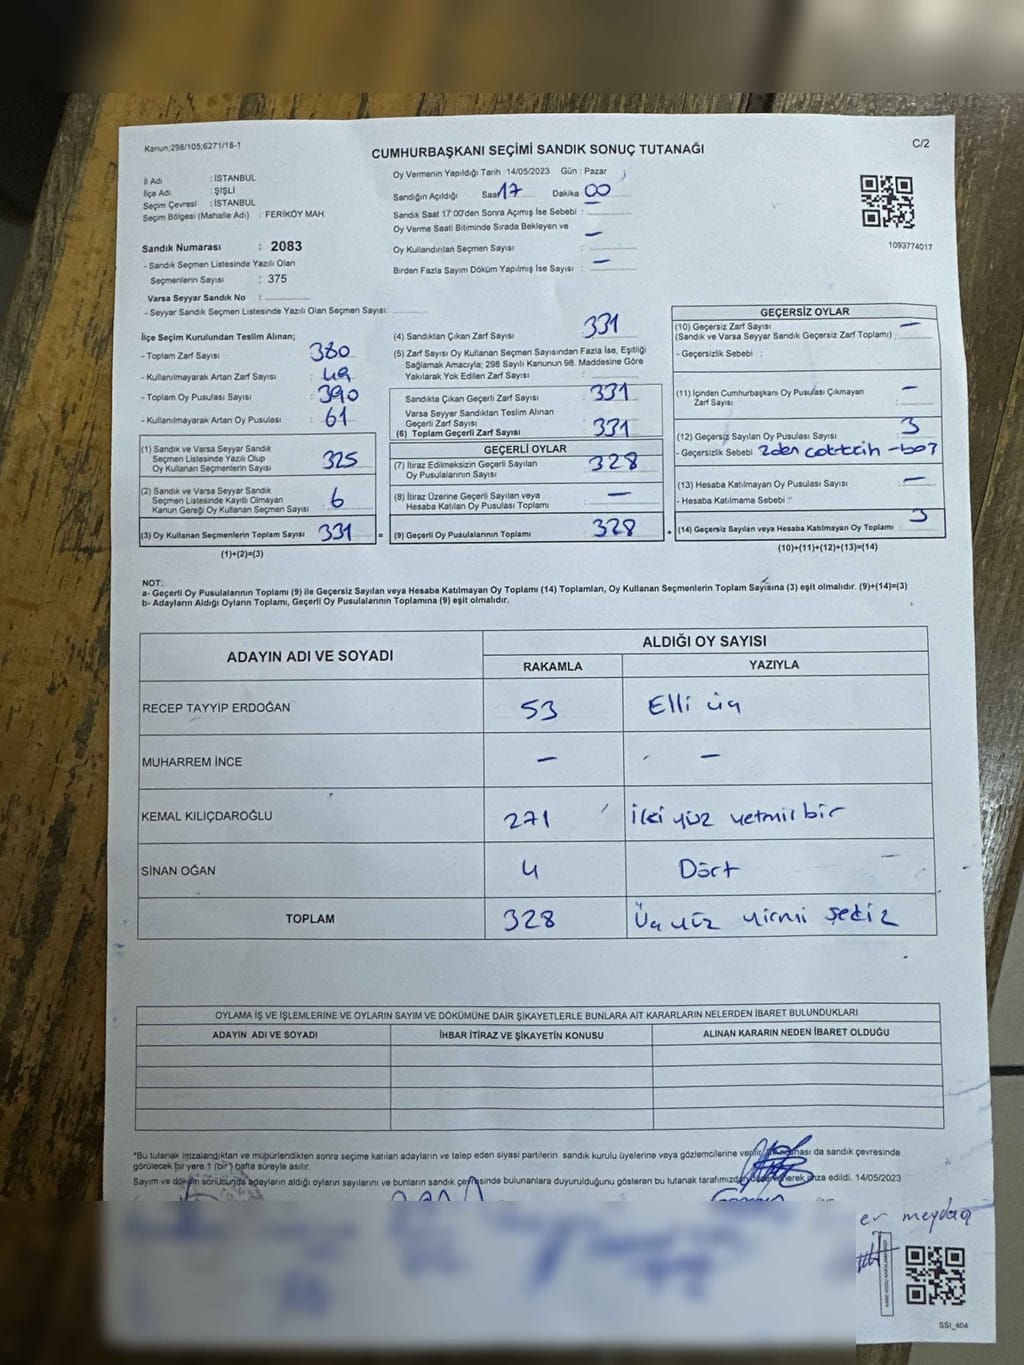 Kanun;298/105;6271/18-1
CUMHURBAŞKANI SEÇİMİ SANDIK SONUÇ TUTANAĞI
C/2
İl Adı : İSTANBUL
İlçe Adı : ŞİŞLİ
Seçim Çevresi : İSTANBUL
Seçim Bölgesi (Mahalle Adı) : FERİKÖY MAH.
Sandık Numarası : 2083
- Sandık Seçmen Listesinde Yazılı Olan
Seçmenlerin Sayısı : 375
Varsa Seyyar Sandık No :
- Seyyar Sandık Seçmen Listesinde Yazılı Olan Seçmen Sayısı:
Oy Vermenin Yapıldığı Tarih : 14/05/2023 Gün : Pazar
Sandığın Açıldığı Saat 17 Dakika 00
Sandık Saat 17:00'den Sonra Açımış İse Sebebi :
Oy Verme Saati Bitiminde Sırada Bekleyen ve –
Oy Kullandırılan Seçmen Sayısı :
Birden Fazla Sayım Döküm Yapılmış İse Sayısı : –
1093774017
İlçe Seçim Kurulundan Teslim Alınan;
- Toplam Zarf Sayısı 380
- Kullanılmayarak Artan Zarf Sayısı 49
- Toplam Oy Pusulası Sayısı 390
- Kullanılmayarak Artan Oy Pusulası 61
(1) Sandık ve Varsa Seyyar Sandık
Seçmen Listesinde Yazılı Olup
Oy Kullanan Seçmenlerin Sayısı 325
(2) Sandık ve Varsa Seyyar Sandık
Seçmen Listesinde Kayıtlı Olmayan
Kanun Gereği Oy Kullanan Seçmen Sayısı 6
(3) Oy Kullanan Seçmenlerin Toplam Sayısı 331 =
(1)+(2)=(3)
(4) Sandıktan Çıkan Zarf Sayısı 331
(5) Zarf Sayısı Oy Kullanan Seçmen Sayısından Fazla İse, Eşitliği
Sağlamak Amacıyla; 298 Sayılı Kanunun 98. Maddesine Göre
Yakılarak Yok Edilen Zarf Sayısı :
Sandıkta Çıkan Geçerli Zarf Sayısı 331
Varsa Seyyar Sandıktan Teslim Alınan
Geçerli Zarf Sayısı
(6) Toplam Geçerli Zarf Sayısı 331
GEÇERLİ OYLAR
(7) İtiraz Edilmeksizin Geçerli Sayılan
Oy Pusulalarının Sayısı 328
(8) İtiraz Üzerine Geçerli Sayılan veya
Hesaba Katılan Oy Pusulası Toplamı –
(9) Geçerli Oy Pusulalarının Toplamı 328 +
GEÇERSİZ OYLAR
(10) Geçersiz Zarf Sayısı –
(Sandık ve Varsa Seyyar Sandık Geçersiz Zarf Toplamı) :
- Geçersizlik Sebebi :
(11) İçinden Cumhurbaşkanı Oy Pusulası Çıkmayan –
Zarf Sayısı :
(12) Geçersiz Sayılan Oy Pusulası Sayısı : 3
- Geçersizlik Sebebi
(13) Hesaba Katılmayan Oy Pusulası Sayısı : –
- Hesaba Katılmama Sebebi :
(14) Geçersiz Sayılan veya Hesaba Katılmayan Oy Toplamı 3
(10)+(11)+(12)+(13)=(14)
NOT:
a- Geçerli Oy Pusulalarının Toplamı (9) ile Geçersiz Sayılan veya Hesaba Katılmayan Oy Toplamı (14) Toplamları, Oy Kullanan Seçmenlerin Toplam Sayısına (3) eşit olmalıdır. (9)+(14)=(3)
b- Adayların Aldığı Oyların Toplamı, Geçerli Oy Pusulalarının Toplamına (9) eşit olmalıdır.
ADAYIN ADI VE SOYADI
ALDIĞI OY SAYISI
RAKAMLA YAZIYLA
RECEP TAYYİP ERDOĞAN 53 Elli üç
MUHARREM İNCE – –
KEMAL KILIÇDAROĞLU 271 İki yüz yetmiş bir
SİNAN OĞAN 4 Dört
TOPLAM 328 Üç yüz yirmi sekiz
OYLAMA İŞ VE İŞLEMLERİNE VE OYLARIN SAYIM VE DÖKÜMÜNE DAİR ŞİKAYETLERLE BUNLARA AİT KARARLARIN NELERDEN İBARET BULUNDUKLARI
ADAYIN ADI VE SOYADI İHBAR İTİRAZ VE ŞİKAYETİN KONUSU ALINAN KARARIN NEDEN İBARET OLDUĞU
*Bu tutanak imzalandıktan ve mühürlendikten sonra seçime katılan adayların ve talep eden siyasi partilerin sandık kurulu üyelerine veya gözlemcilerine da sandık çevresinde
görülecek bir yere 1 (bir) hafta süreyle asılır.
Sayım ve döküm sonucunda adayların aldığı oyların sayılarını ve bunların sandık çevresinde bulunanlara duyurulduğunu gösteren bu tutanak tarafımızdan imza edildi. 14/05/2023
er meydan
SSI_404